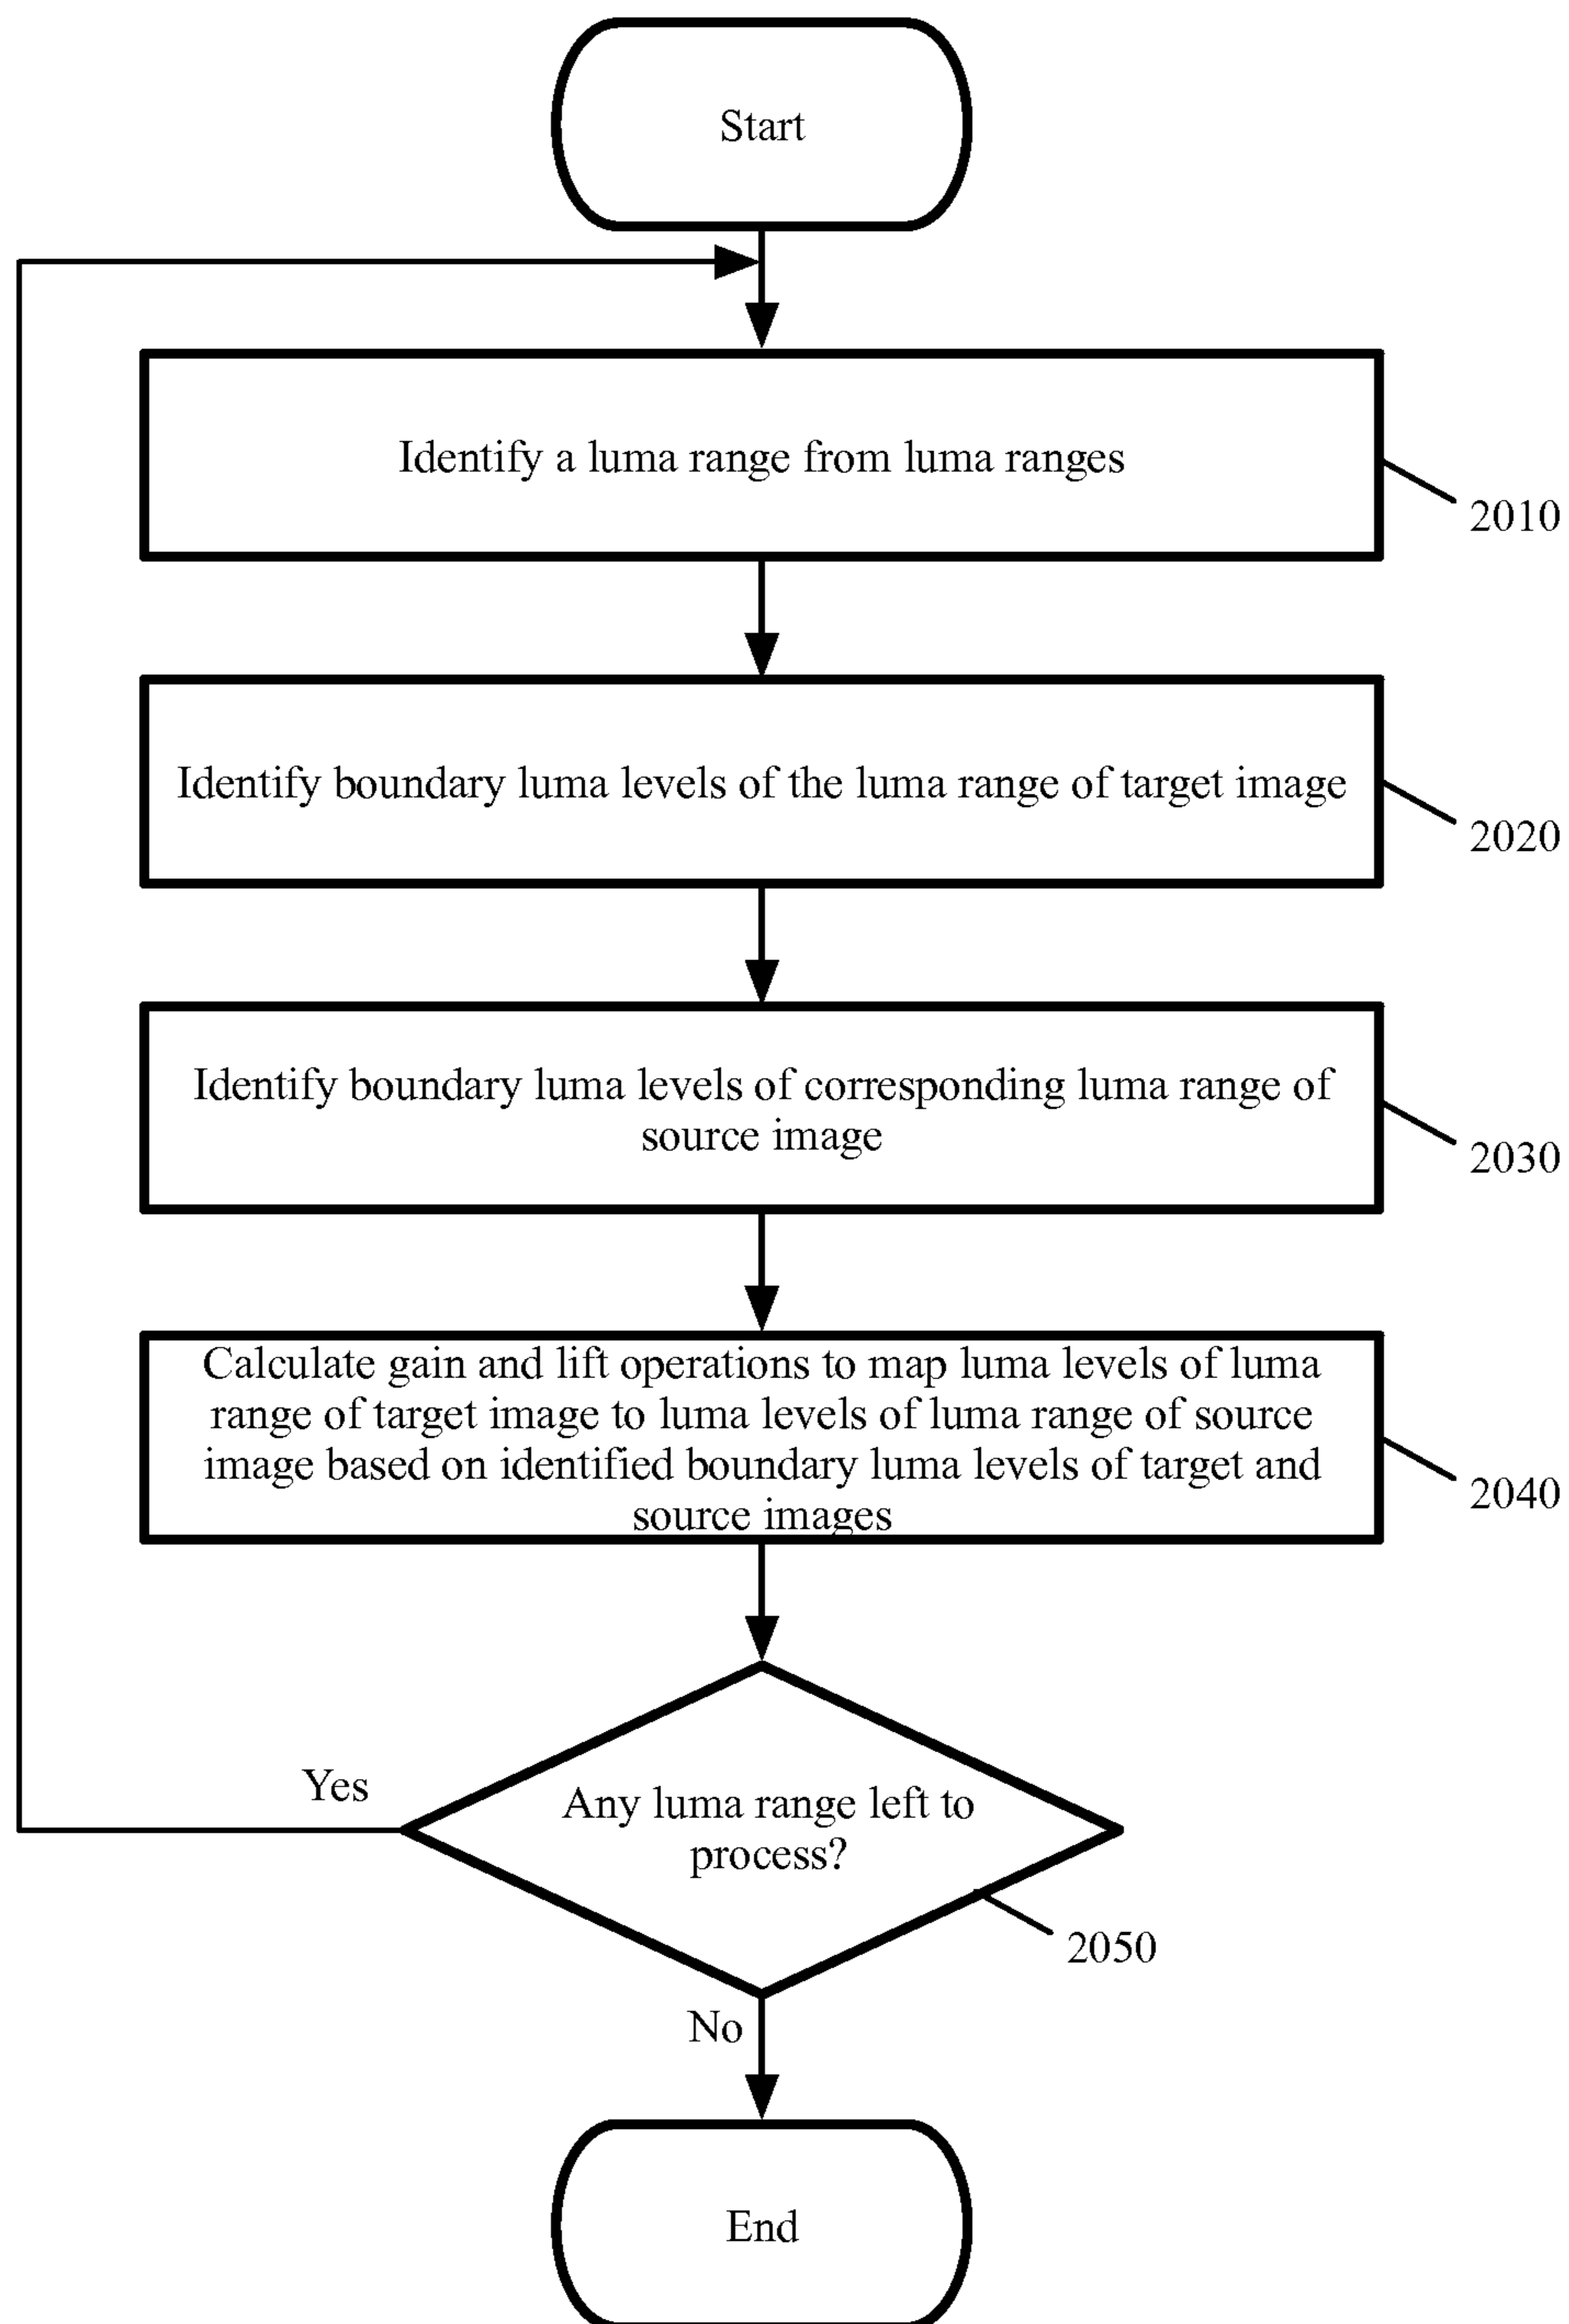 Start
Identify a luma range from luma ranges
2010
Identify boundary luma levels of the luma range of target image
2020
Identify boundary luma levels of corresponding luma range of
source image
2030
Calculate gain and lift operations to map luma levels of luma
range of target image to luma levels of luma range of source
image based on identified boundary luma levels of target and
source images
2040
Yes
Any luma range left to
process?
2050
No
End